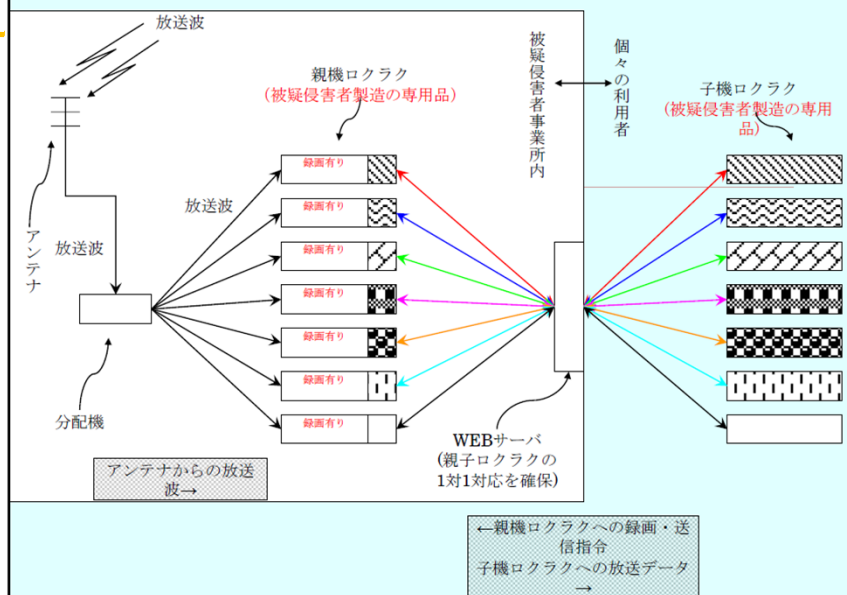 放送波
親機ロクラク
(被疑侵害者製造の専用品)
被疑侵害者事業所内
個々の利用者
子機ロクラク
(被疑侵害者製造の専用
品)
録画有り
放送波
録画有り
アンテナ
放送波
録画有り
録画有り
録画有り
録画有り
分配機
録画有り
WEBサーバ
(親子ロクラクの
1対1対応を確保)
アンテナからの放送
波→
←親機ロクラクへの録画・送
信指令
子機ロクラクへの放送データ
→